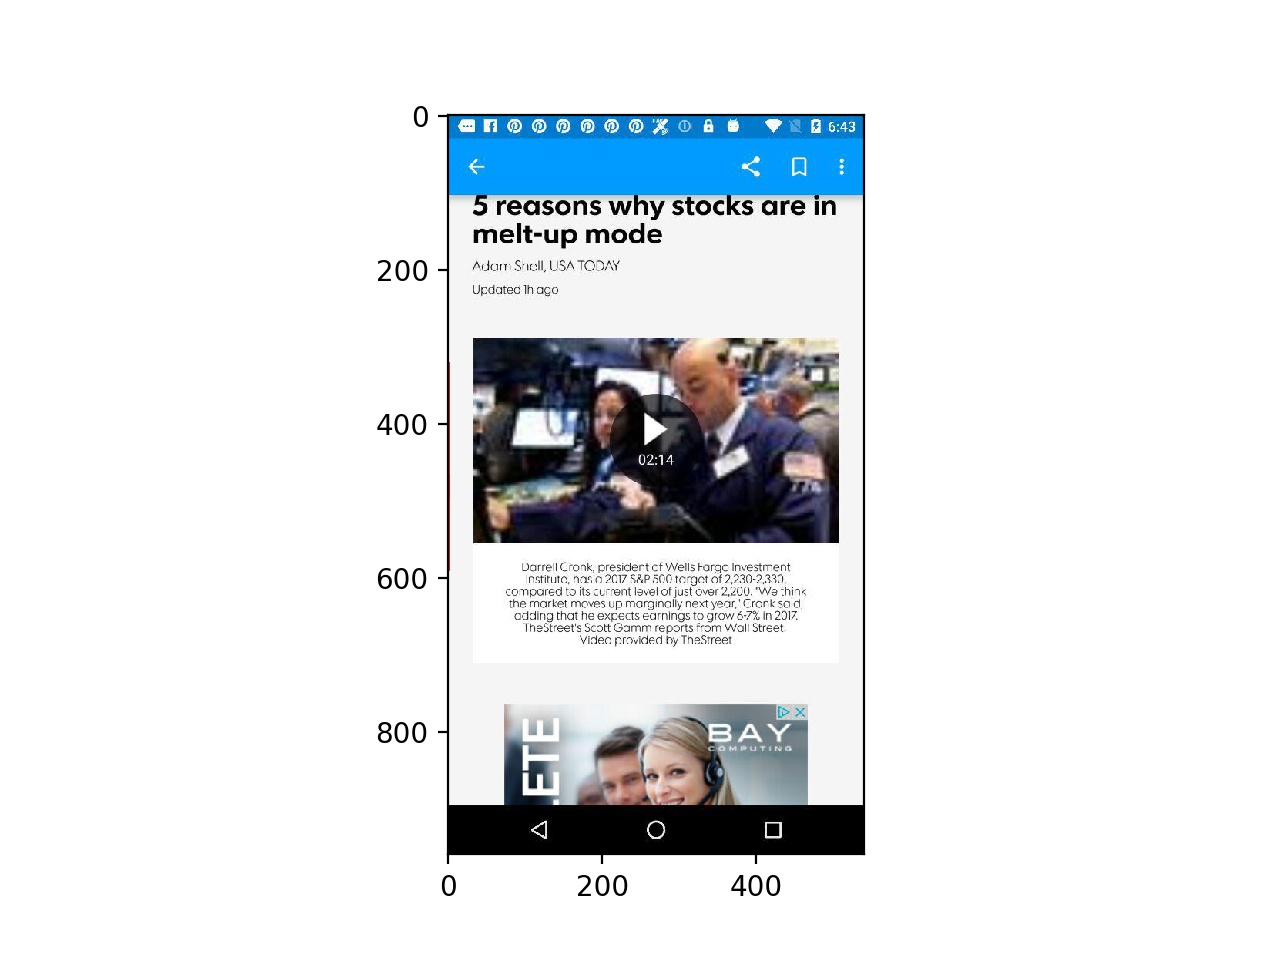 0
6:43
5 reasons why stocks are in
melt-up mode
200
Adam Shell, USA TODAY
Updated 1h ago
400
02:14
Darrell Cronk, president of Wells Fargo Investment
600
Institute, has a 2017 S&P 500 target of 2,230-2,330,
compared to its current level of just over 2,200. "We think
the market moves up marginally next year," Cronk said,
adding that he expects earnings to grow 6-7% in 2017.
TheStreet's Scott Gamm reports from Wall Street.
Video provided by TheStreet
800
LETE
BAY
COMPUTING
0 200 400